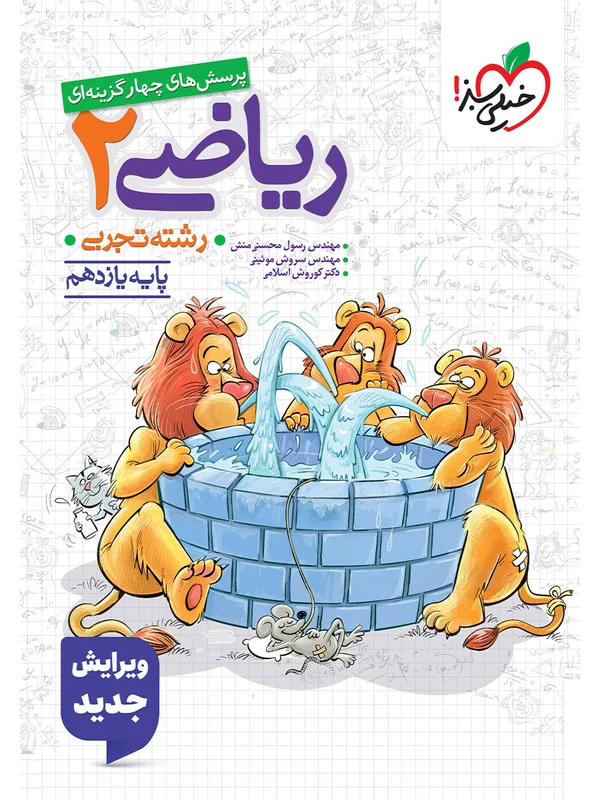 خیلی سبز!
پرسش‌های چهارگزینه‌ای
ریاضی ۲
• رشته تجربی •
پایه یازدهم
• مهندس رسول محسنی‌منش
• مهندس سروش موئینی
• دکتر کوروش اسلامی
ویرایش
جدید